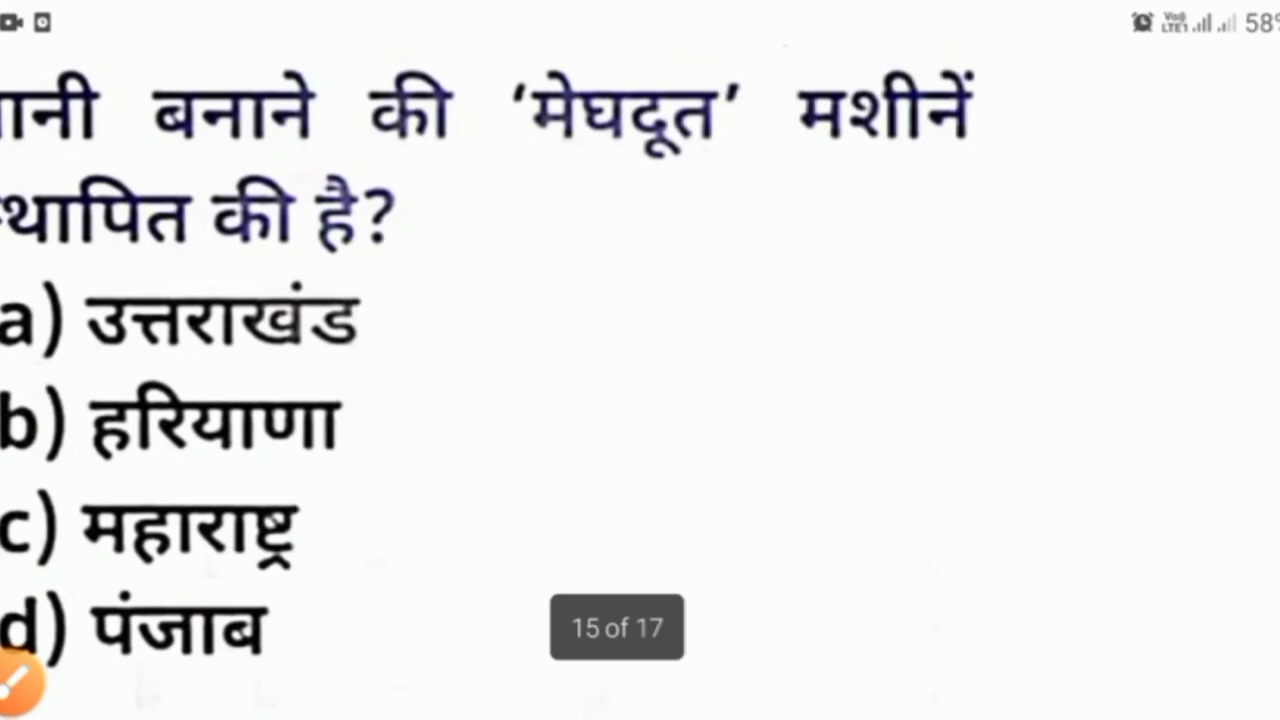 58%
बनाने की ‘मेघदूत’ मशीनें
की है?
a) उत्तराखंड
b) हरियाणा
c) महाराष्ट्र
d) पंजाब
15 of 17